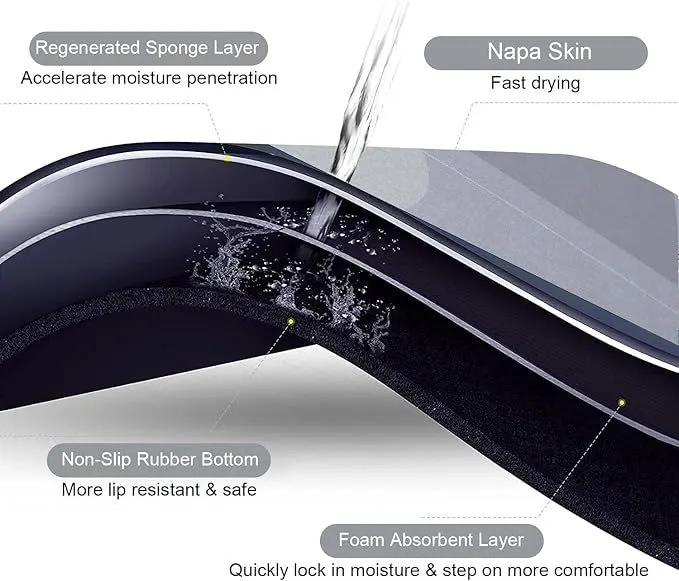 Regenerated Sponge Layer
Accelerate moisture penetration
Napa Skin
Fast drying
Non-Slip Rubber Bottom
More lip resistant & safe
Foam Absorbent Layer
Quickly lock in moisture & step on more comfortable